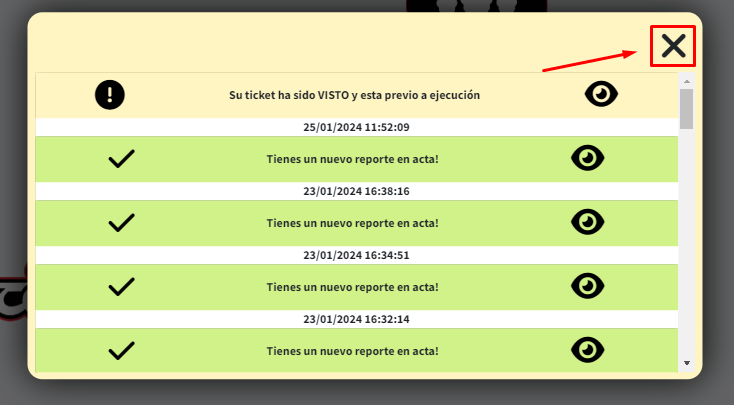 Su ticket ha sido VISTO y esta previo a ejecución
25/01/2024 11:52:09
Tienes un nuevo reporte en acta!
23/01/2024 16:38:16
Tienes un nuevo reporte en acta!
23/01/2024 16:34:51
Tienes un nuevo reporte en acta!
23/01/2024 16:32:14
Tienes un nuevo reporte en acta!